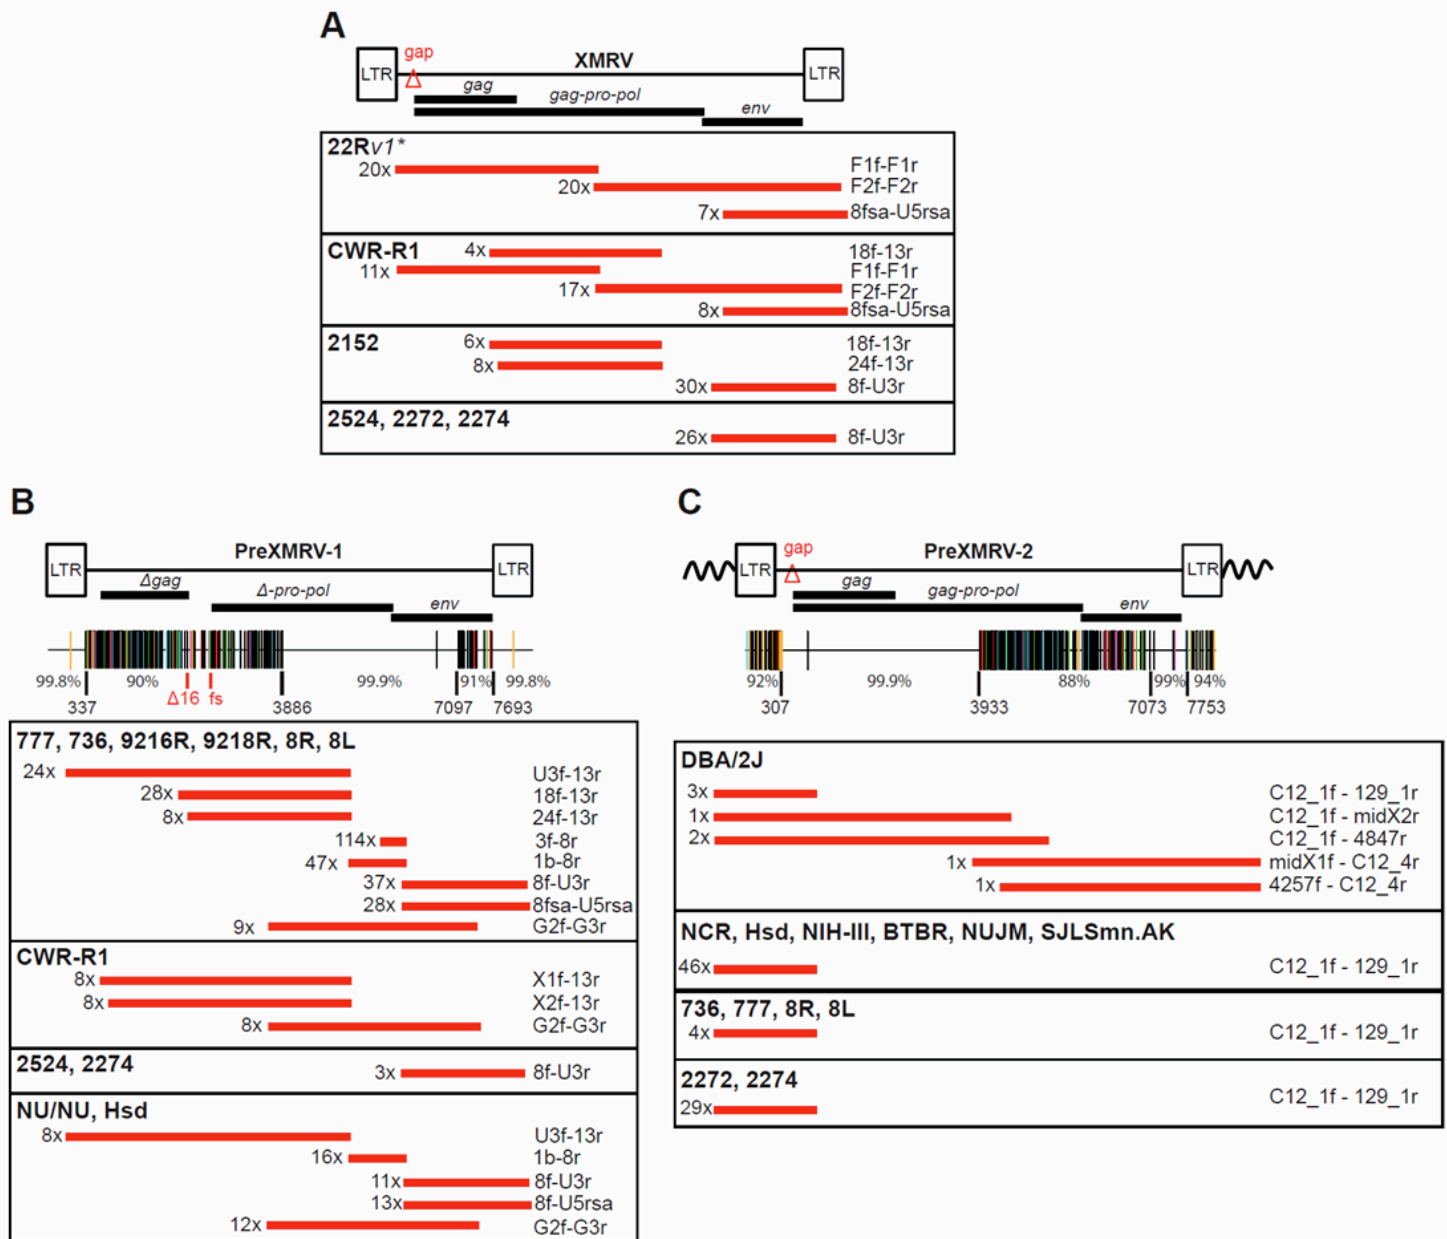 A
gap
LTR
XMRV
LTR
gag
gag-pro-pol
env
22Rv1*
20x F1f-F1r
20x F2f-F2r
7x 8fsa-U5rsa
CWR-R1
4x 18f-13r
11x F1f-F1r
17x F2f-F2r
8x 8fsa-U5rsa
2152
6x 18f-13r
8x 24f-13r
30x 8f-U3r
2524, 2272, 2274
26x 8f-U3r
B
PreXMRV-1
LTR
LTR
Δgag
Δ-pro-pol
env
99.8% 90% Δ16 fs 99.9% 91% 99.8%
337 3886 7097 7693
777, 736, 9216R, 9218R, 8R, 8L
24x U3f-13r
28x 18f-13r
8x 24f-13r
114x 3f-8r
47x 1b-8r
37x 8f-U3r
28x 8fsa-U5rsa
9x G2f-G3r
CWR-R1
8x X1f-13r
8x X2f-13r
8x G2f-G3r
2524, 2274
3x 8f-U3r
NU/NU, Hsd
8x U3f-13r
16x 1b-8r
11x 8f-U3r
13x 8f-U5rsa
12x G2f-G3r
C
gap
PreXMRV-2
LTR
LTR
gag
gag-pro-pol
env
92% 99.9% 88% 99% 94%
307 3933 7073 7753
DBA/2J
3x C12_1f - 129_1r
1x C12_1f - midX2r
2x C12_1f - 4847r
1x midX1f - C12_4r
1x 4257f - C12_4r
NCR, Hsd, NIH-III, BTBR, NUJM, SJLSmn.AK
46x C12_1f - 129_1r
736, 777, 8R, 8L
4x C12_1f - 129_1r
2272, 2274
29x C12_1f - 129_1r